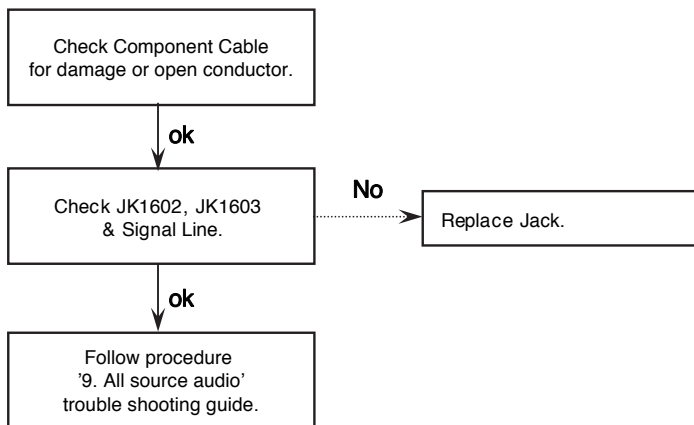 Check Component Cable
for damage or open conductor.
ok
Check JK1602, JK1603
& Signal Line.
No
Replace Jack.
ok
Follow procedure
'9. All source audio'
trouble shooting guide.